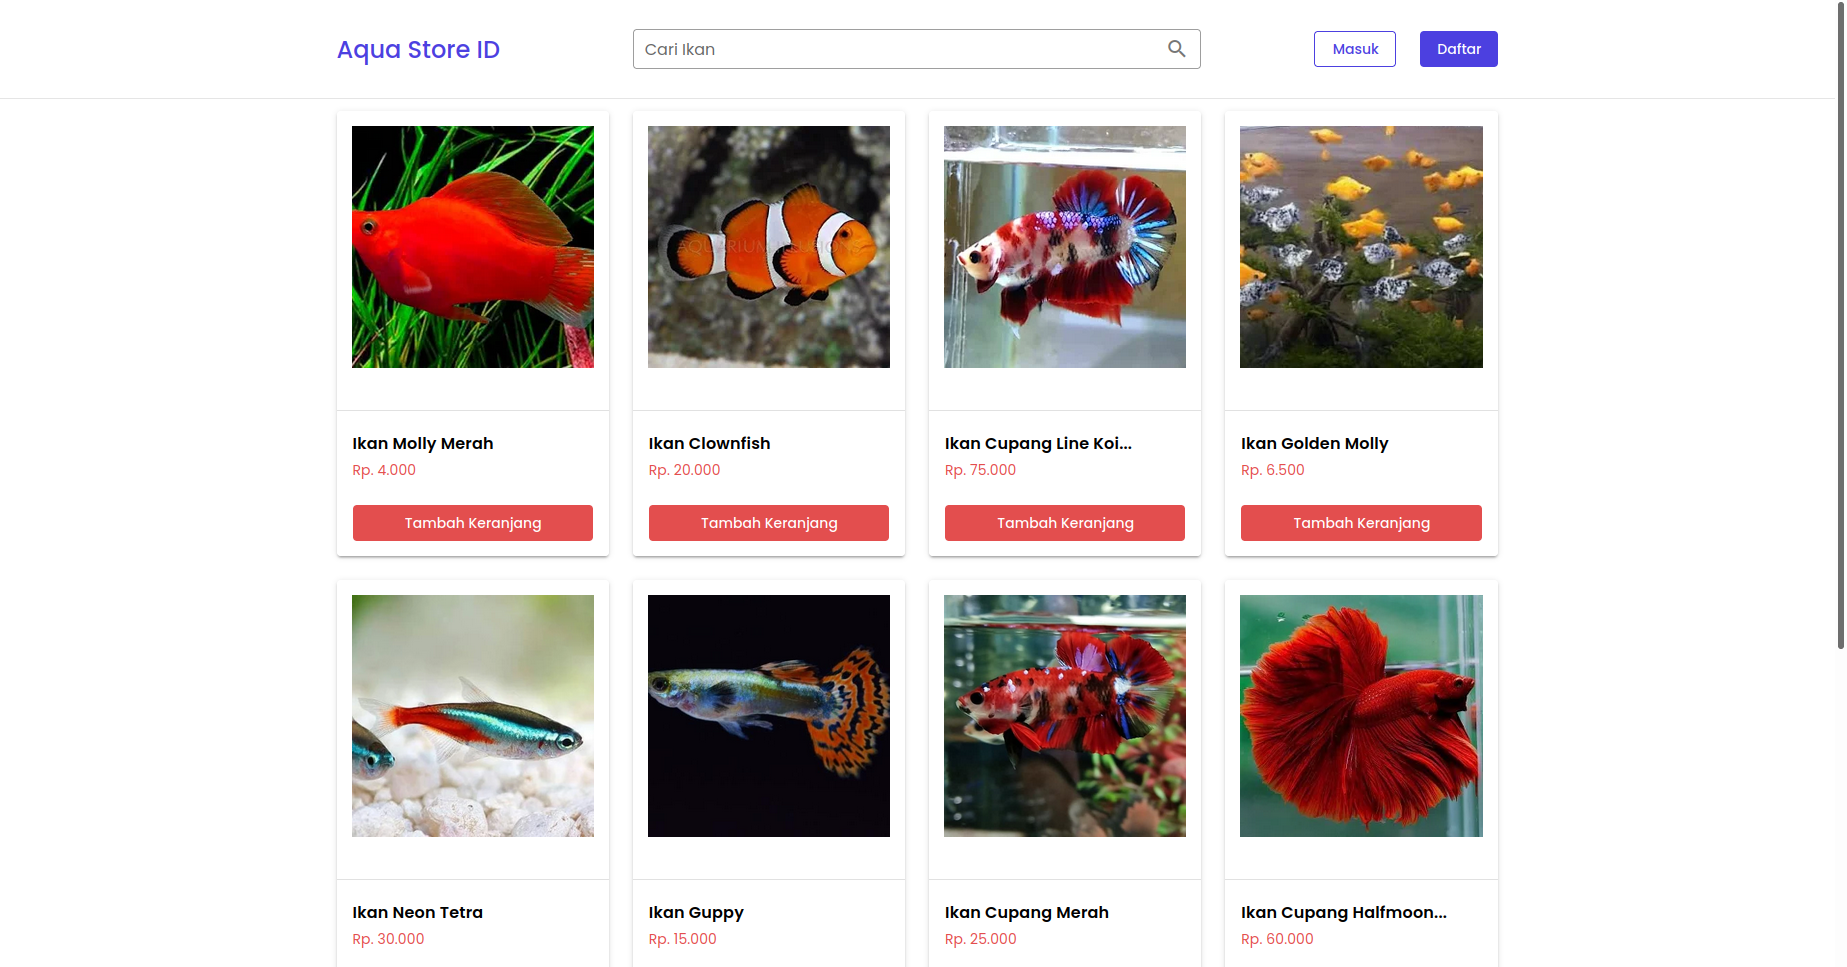 Aqua Store ID
Cari Ikan
Masuk
Daftar
Ikan Molly Merah
Rp. 4.000
Tambah Keranjang
Ikan Clownfish
Rp. 20.000
Tambah Keranjang
Ikan Cupang Line Koi...
Rp. 75.000
Tambah Keranjang
Ikan Golden Molly
Rp. 6.500
Tambah Keranjang
Ikan Neon Tetra
Rp. 30.000
Ikan Guppy
Rp. 15.000
Ikan Cupang Merah
Rp. 25.000
Ikan Cupang Halfmoon...
Rp. 60.000